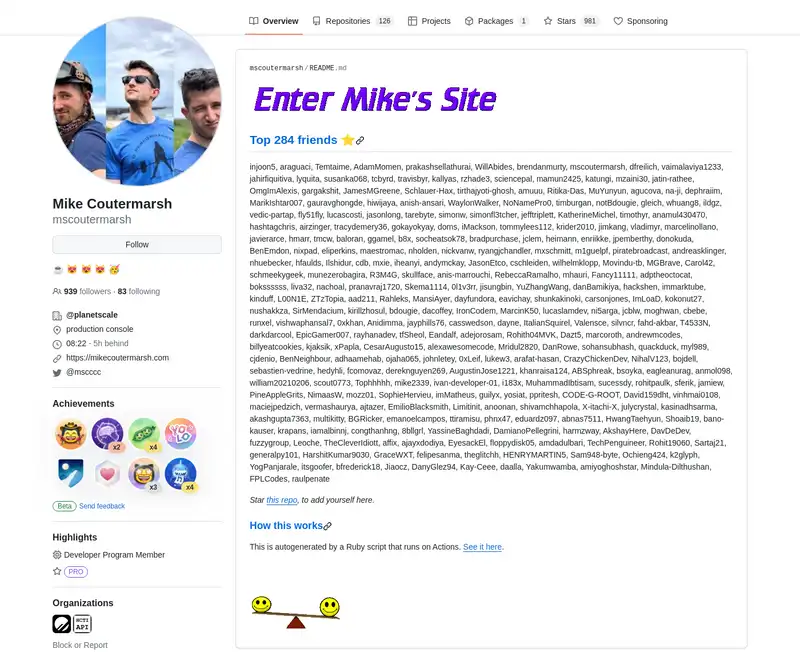 Overview
Repositories 126
Projects
Packages 1
Stars 981
Sponsoring
Mike Coutermarsh
mscoutermarsh
Follow
939 followers · 83 following
@planetscale
production console
08:22 - 5h behind
https://mikecoutermarsh.com
@mscccc
Achievements
x2
x4
YOLO
x3
x4
Beta Send feedback
Highlights
Developer Program Member
PRO
Organizations
HCTI
API
Block or Report
mscoutermarsh/README.md
Enter Mike's Site
Top 284 friends ⭐
injoon5, araguaci, Temtaime, AdamMomen, prakashsellathurai, WillAbides, brendanmurty, mscoutermarsh, dfreilich, vaimalaviya1233,
jahirfiquitiva, lyquita, susanka068, tcbyrd, travisbyr, kallyas, rzhade3, sciencepal, mamun2425, katungi, mzaini30, jatin-rathee,
OmgImAlexis, gargakshit, JamesMGreene, Schlauer-Hax, tirthajyoti-ghosh, amuuu, Ritika-Das, MuYunyun, agucova, na-ji, dephraiim,
MarikIshtar007, gauravghongde, hiwijaya, anish-ansari, WaylonWalker, NoNamePro0, timburgan, notBdougie, gleich, whuang8, ildgz,
vedic-partap, fly51fly, lucascosti, jasonlong, tarebyte, simonw, simonfl3tcher, jefftriplett, KatherineMichel, timothyr, anamul430470,
hashtagchris, airzinger, tracydemery36, gokayokyay, doms, iMackson, tommylees112, krider2010, jimkang, vladimyr, marcelinollano,
javierarce, hmarr, tmcw, baloran, ggamel, b8x, socheatsok78, bradpurchase, jclem, heimann, enriikke, jpemberthy, donokuda,
BenEmdon, nixpad, eliperkins, maestromac, nholden, nickvanw, ryangjchandler, mxschmitt, m1guelpf, piratebroadcast, andreasklinger,
nhuebecker, hfaulds, Ilshidur, cdb, mxie, iheanyi, andymckay, JasonEtco, cschleiden, wilhelmklopp, Movindu-tb, MGBrave, Carol42,
schmeekygeek, munezerobagira, R3M4G, skullface, anis-marrouchi, RebeccaRamalho, mhauri, Fancy11111, adptheoctocat,
bokssssss, liva32, nachoal, pranavraj1720, Skema1114, 0l1v3rr, jisungbin, YuZhangWang, danBamikiya, hackshen, immartktube,
kinduff, L00N1E, ZTzTopia, aad211, Rahleks, MansiAyer, dayfundora, eavichay, shunkakinoki, carsonjones, ImLoaD, kokonut27,
nushakkza, SirMendacium, kirillzhosul, bdougie, dacoffey, IronCodem, MarcinK50, lucaslamdev, ni5arga, jcblw, moghwan, cbebe,
runxel, vishwaphansal7, 0xkhan, Anidimma, jayphills76, casswedson, dayne, ItalianSquirel, Valensce, silvncr, fahd-akbar, T4533N,
darkdarcool, EpicGamer007, rayhanadev, tfSheol, Eandalf, adejorosam, Rohith04MVK, Dazt5, marcoroth, andrewmcodes,
billyeatcookies, kjaksik, xPapla, CesarAugusto15, alexawesomecode, Mridul2820, DanRowe, sohansubhash, quackduck, myl989,
cjdenio, BenNeighbour, adhaamehab, ojaha065, johnletey, 0xLeif, lukew3, arafat-hasan, CrazyChickenDev, NihalV123, bojdell,
sebastien-vedrine, hedyhli, fcomovaz, dereknguyen269, AugustinJose1221, khanraisa124, ABSphreak, bsoyka, eagleanurag, anmol098,
william20210206, scout0773, Tophhhhh, mike2339, ivan-developer-01, i18x, MuhammadIbtisam, sucessdy, rohitpaulk, sferik, jamiew,
PineAppleGrits, NimaasW, mozz01, SophieHervieu, imMatheus, guilyx, yosiat, ppritesh, CODE-G-ROOT, David159dht, vinhmai0108,
maciejpedzich, vermashaurya, ajtazer, EmilioBlacksmth, Limitinit, anoonan, shivamchhapola, X-itachi-X, julycrystal, kasinadhsarma,
akashgupta7363, multikitty, BGRicker, emanoelcampos, titramisu, phnx47, eduardz097, abnas7511, HwangTaehyun, Shoaib19, bano-
kauser, krapans, iamalbinnj, congthanhng, 8bllgrl, YassineBaghdadi, DamianoPellegrini, harmzway, AkshayHere, DavDeDev,
fuzzygroup, Leoche, TheCleverIdiott, affix, ajayxdodiya, EyesackEl, floppydisk05, amdadulbari, TechPenguineer, Rohit19060, Sartaj21,
generalpy101, HarshitKumar9030, GraceWXT, felipesanma, theglitchh, HENRYMARTIN5, Sam948-byte, Ochieng424, k2glyph,
YogPanjarale, itsgoofer, bfrederick18, Jiaocz, DanyGlez94, Kay-Ceee, daalla, Yakumwamba, amiyoghoshstar, Mindula-Dilthushan,
FPLCodes, raulpenate
Star this repo, to add yourself here.
How this works
This is autogenerated by a Ruby script that runs on Actions. See it here.